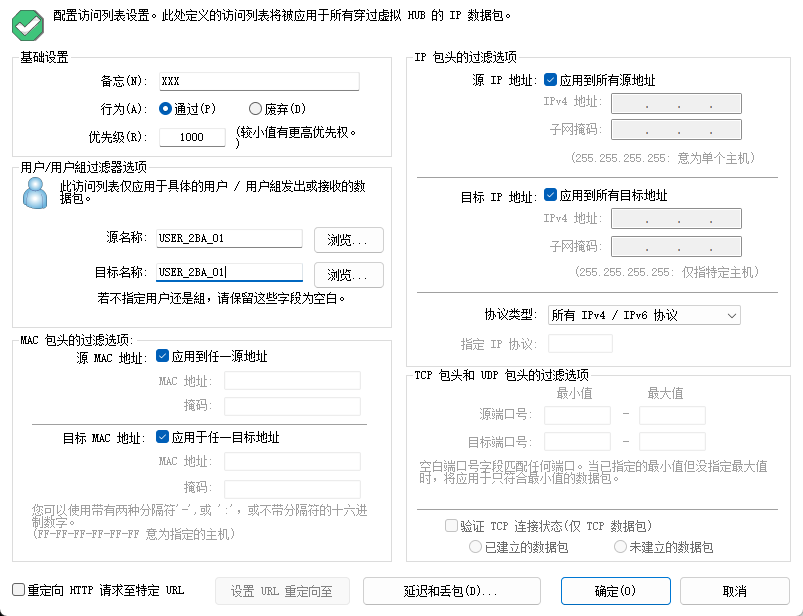 配置访问列表设置。此处定义的访问列表将被应用于所有穿过虚拟 HUB 的 IP 数据包。
基础设置
备忘(N): XXX
行为(A): 通过(P) 废弃(D)
优先级(R): 1000 (较小值有更高优先权。
)
用户/用户組过滤器选项
此访问列表仅应用于具体的用户 / 用户組发出或接收的数
据包。
源名称: USER_2BA_01 浏览...
目标名称: USER_2BA_01 浏览...
若不指定用户还是組，请保留这些字段为空白。
MAC 包头的过滤选项:
源 MAC 地址: 应用到任一源地址
MAC 地址:
掩码:
目标 MAC 地址: 应用于任一目标地址
MAC 地址:
掩码:
您可以使用带有两种分隔符'-',或 ':'，或不带分隔符的十六进
制数字。
(FF-FF-FF-FF-FF-FF 意为指定的主机)
IP 包头的过滤选项
源 IP 地址: 应用到所有源地址
IPv4 地址: . . .
子网掩码: . . .
(255.255.255.255: 意为单个主机)
目标 IP 地址: 应用到所有目标地址
IPv4 地址: . . .
子网掩码: . . .
(255.255.255.255: 仅指特定主机)
协议类型: 所有 IPv4 / IPv6 协议
指定 IP 协议:
TCP 包头和 UDP 包头的过滤选项
最小值 最大值
源端口号: -
目标端口号: -
空白端口号字段匹配任何端口。当已指定的最小值但没指定最大值
时，将应用于只符合最小值的数据包。
验证 TCP 连接状态(仅 TCP 数据包)
已建立的数据包 未建立的数据包
重定向 HTTP 请求至特定 URL 设置 URL 重定向至 延迟和丢包(D)... 确定(O) 取消